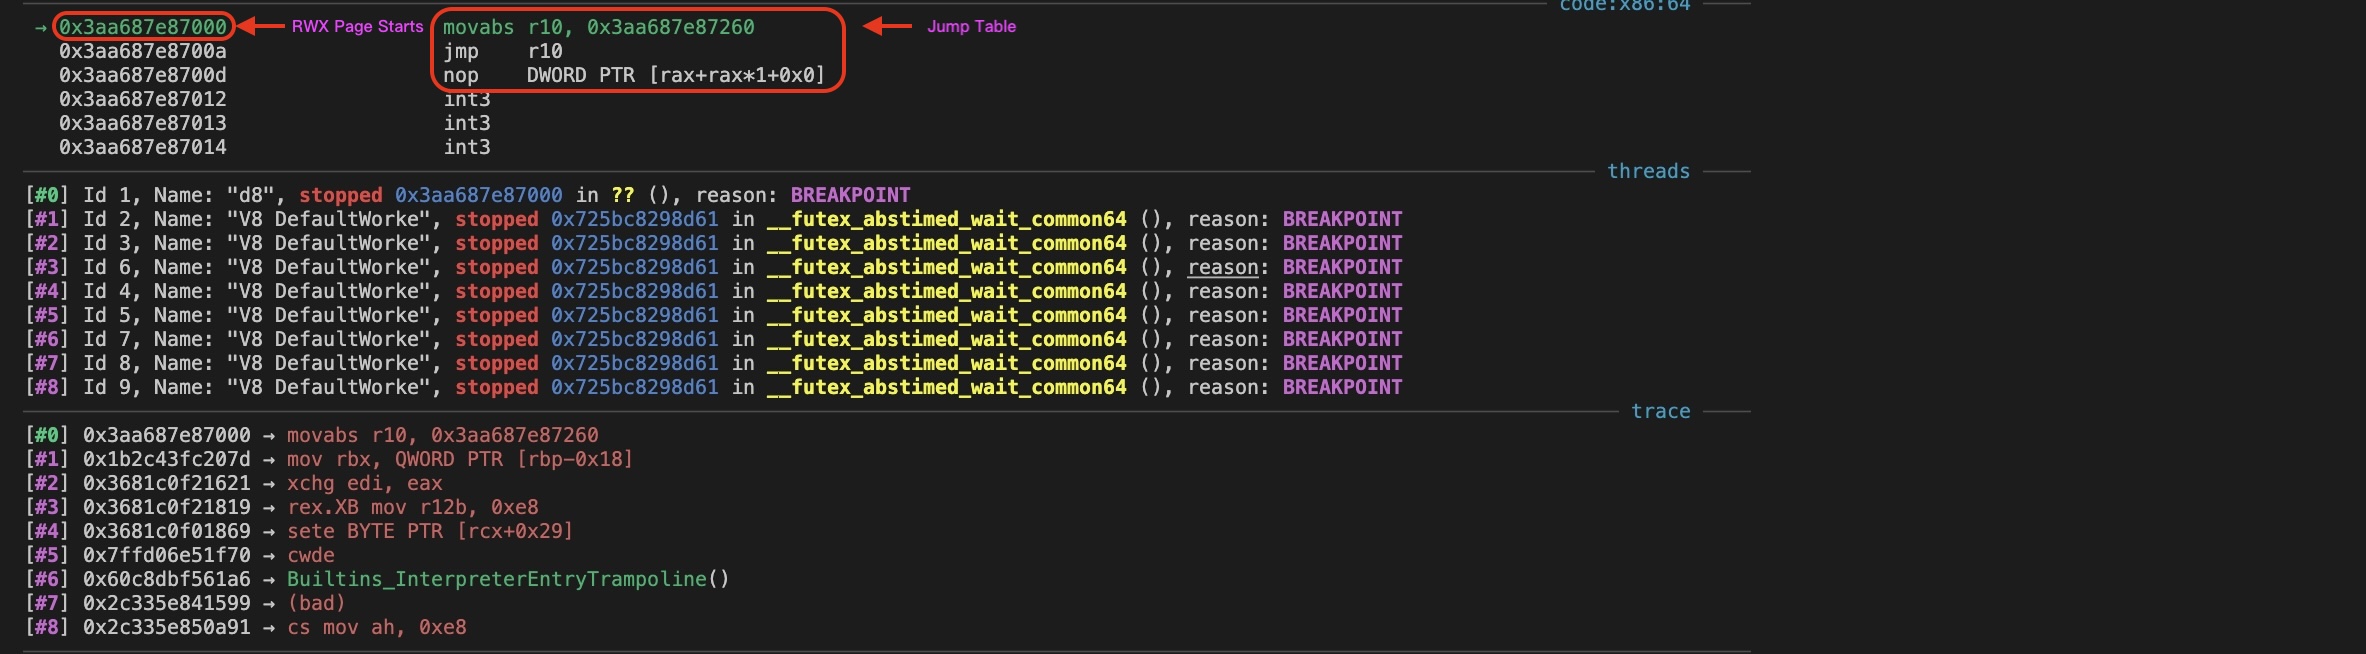 code:x86:64
→ 0x3aa687e87000 RWX Page Starts movabs r10, 0x3aa687e87260 Jump Table
0x3aa687e8700a jmp r10
0x3aa687e8700d nop DWORD PTR [rax+rax*1+0x0]
0x3aa687e87012 int3
0x3aa687e87013 int3
0x3aa687e87014 int3
threads
[#0] Id 1, Name: "d8", stopped 0x3aa687e87000 in ?? (), reason: BREAKPOINT
[#1] Id 2, Name: "V8 DefaultWorke", stopped 0x725bc8298d61 in __futex_abstimed_wait_common64 (), reason: BREAKPOINT
[#2] Id 3, Name: "V8 DefaultWorke", stopped 0x725bc8298d61 in __futex_abstimed_wait_common64 (), reason: BREAKPOINT
[#3] Id 6, Name: "V8 DefaultWorke", stopped 0x725bc8298d61 in __futex_abstimed_wait_common64 (), reason: BREAKPOINT
[#4] Id 4, Name: "V8 DefaultWorke", stopped 0x725bc8298d61 in __futex_abstimed_wait_common64 (), reason: BREAKPOINT
[#5] Id 5, Name: "V8 DefaultWorke", stopped 0x725bc8298d61 in __futex_abstimed_wait_common64 (), reason: BREAKPOINT
[#6] Id 7, Name: "V8 DefaultWorke", stopped 0x725bc8298d61 in __futex_abstimed_wait_common64 (), reason: BREAKPOINT
[#7] Id 8, Name: "V8 DefaultWorke", stopped 0x725bc8298d61 in __futex_abstimed_wait_common64 (), reason: BREAKPOINT
[#8] Id 9, Name: "V8 DefaultWorke", stopped 0x725bc8298d61 in __futex_abstimed_wait_common64 (), reason: BREAKPOINT
trace
[#0] 0x3aa687e87000 → movabs r10, 0x3aa687e87260
[#1] 0x1b2c43fc207d → mov rbx, QWORD PTR [rbp-0x18]
[#2] 0x3681c0f21621 → xchg edi, eax
[#3] 0x3681c0f21819 → rex.XB mov r12b, 0xe8
[#4] 0x3681c0f01869 → sete BYTE PTR [rcx+0x29]
[#5] 0x7ffd06e51f70 → cwde
[#6] 0x60c8dbf561a6 → Builtins_InterpreterEntryTrampoline()
[#7] 0x2c335e841599 → (bad)
[#8] 0x2c335e850a91 → cs mov ah, 0xe8